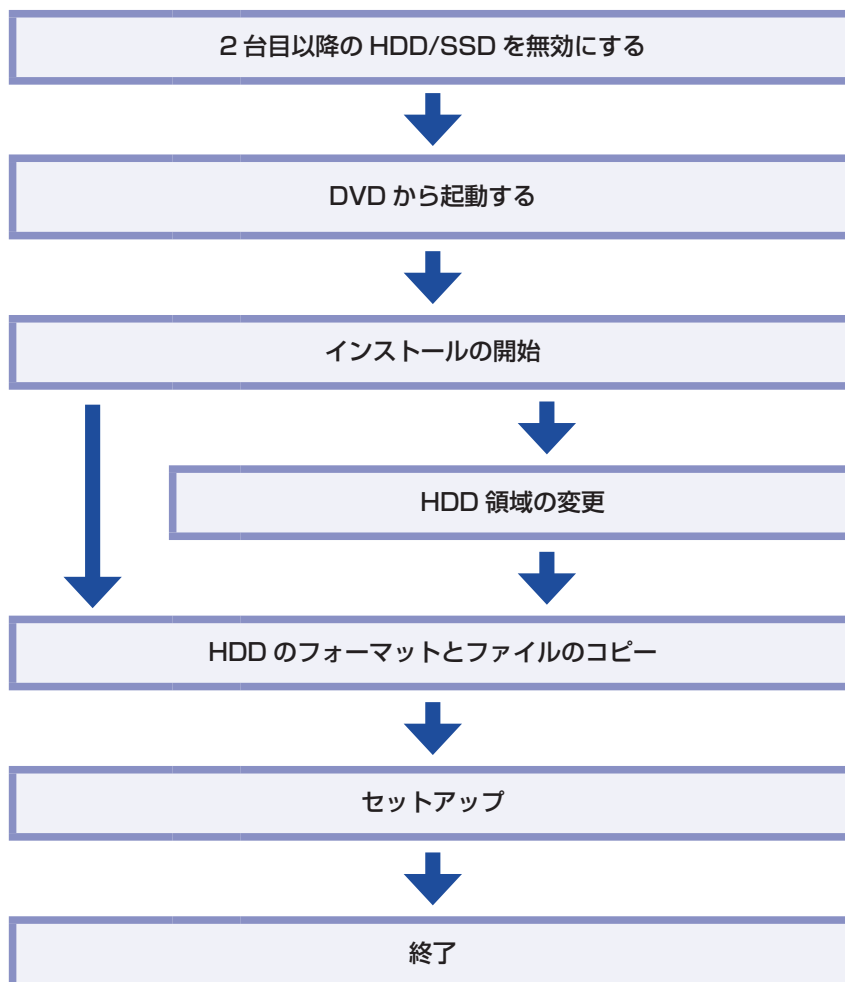 2台目以降の HDD/SSD を無効にする
DVD から起動する
インストールの開始
HDD 領域の変更
HDD のフォーマットとファイルのコピー
セットアップ
終了